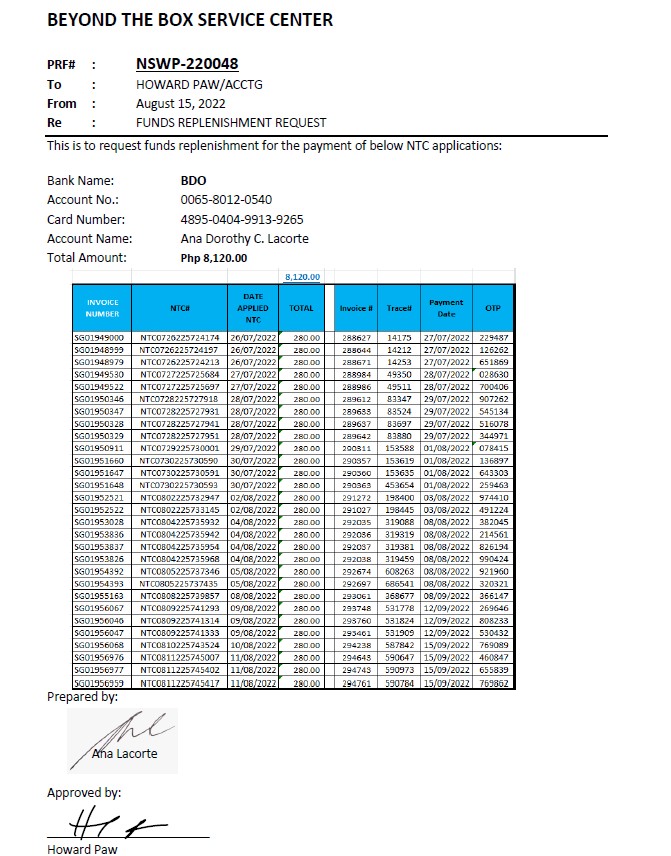 BEYOND THE BOX SERVICE CENTER
PRF# : NSWP-220048
To : HOWARD PAW/ACCTG
From : August 15, 2022
Re : FUNDS REPLENISHMENT REQUEST
This is to request funds replenishment for the payment of below NTC applications:
Bank Name: BDO
Account No.: 0065-8012-0540
Card Number: 4895-0404-9913-9265
Account Name: Ana Dorothy C. Lacorte
Total Amount: Php 8,120.00
8,120.00
INVOICE NUMBER NTC# DATE APPLIED NTC TOTAL Invoice # Trace# Payment Date OTP
SG01949000 NTC0726225724174 26/07/2022 280.00 288627 14175 27/07/2022 229487
SG01948999 NTC0726225724197 26/07/2022 280.00 288644 14212 27/07/2022 126262
SG01948979 NTC0726225724213 26/07/2022 280.00 288671 14253 27/07/2022 651869
SG01949530 NTC0727225725684 27/07/2022 280.00 288984 49350 28/07/2022 028630
SG01949522 NTC0727225725697 27/07/2022 280.00 288986 49511 28/07/2022 700406
SG01950346 NTC0728225727918 28/07/2022 280.00 289612 83347 29/07/2022 907262
SG01950347 NTC0728225727931 28/07/2022 280.00 289633 83524 29/07/2022 545134
SG01950328 NTC0728225727941 28/07/2022 280.00 289637 83697 29/07/2022 516078
SG01950329 NTC0728225727951 28/07/2022 280.00 289642 83880 29/07/2022 344971
SG01950911 NTC0729225730001 29/07/2022 280.00 290311 153588 01/08/2022 078415
SG01951660 NTC0730225730590 30/07/2022 280.00 290357 153619 01/08/2022 136897
SG01951647 NTC0730225730591 30/07/2022 280.00 290360 153635 01/08/2022 643303
SG01951648 NTC0730225730593 30/07/2022 280.00 290363 453654 01/08/2022 259463
SG01952521 NTC0802225732947 02/08/2022 280.00 291272 198400 03/08/2022 974410
SG01952522 NTC0802225733145 02/08/2022 280.00 291027 198445 03/08/2022 491224
SG01953028 NTC0804225735932 04/08/2022 280.00 292035 319088 08/08/2022 382045
SG01953836 NTC0804225735942 04/08/2022 280.00 292036 319319 08/08/2022 214561
SG01953837 NTC0804225735954 04/08/2022 280.00 292037 319381 08/08/2022 826194
SG01953826 NTC0804225735968 04/08/2022 280.00 292038 319459 08/08/2022 990424
SG01954392 NTC0805225737346 05/08/2022 280.00 292674 608263 08/08/2022 921960
SG01954393 NTC0805225737435 05/08/2022 280.00 292697 686541 08/08/2022 320321
SG01955163 NTC0808225739857 08/08/2022 280.00 293061 368677 08/09/2022 366147
SG01956067 NTC0809225741293 09/08/2022 280.00 293748 531778 12/09/2022 269646
SG01956046 NTC0809225741314 09/08/2022 280.00 293760 531824 12/09/2022 808233
SG01956047 NTC0809225741333 09/08/2022 280.00 293461 531909 12/09/2022 530432
SG01956068 NTC0810225743524 10/08/2022 280.00 294238 587842 15/09/2022 769089
SG01956976 NTC0811225745007 11/08/2022 280.00 294643 590647 15/09/2022 460847
SG01956977 NTC0811225745402 11/08/2022 280.00 294743 590973 15/09/2022 655839
SG01956959 NTC0811225745417 11/08/2022 280.00 294761 590784 15/09/2022 769862
Prepared by:
Ana Lacorte
Approved by:
Howard Paw